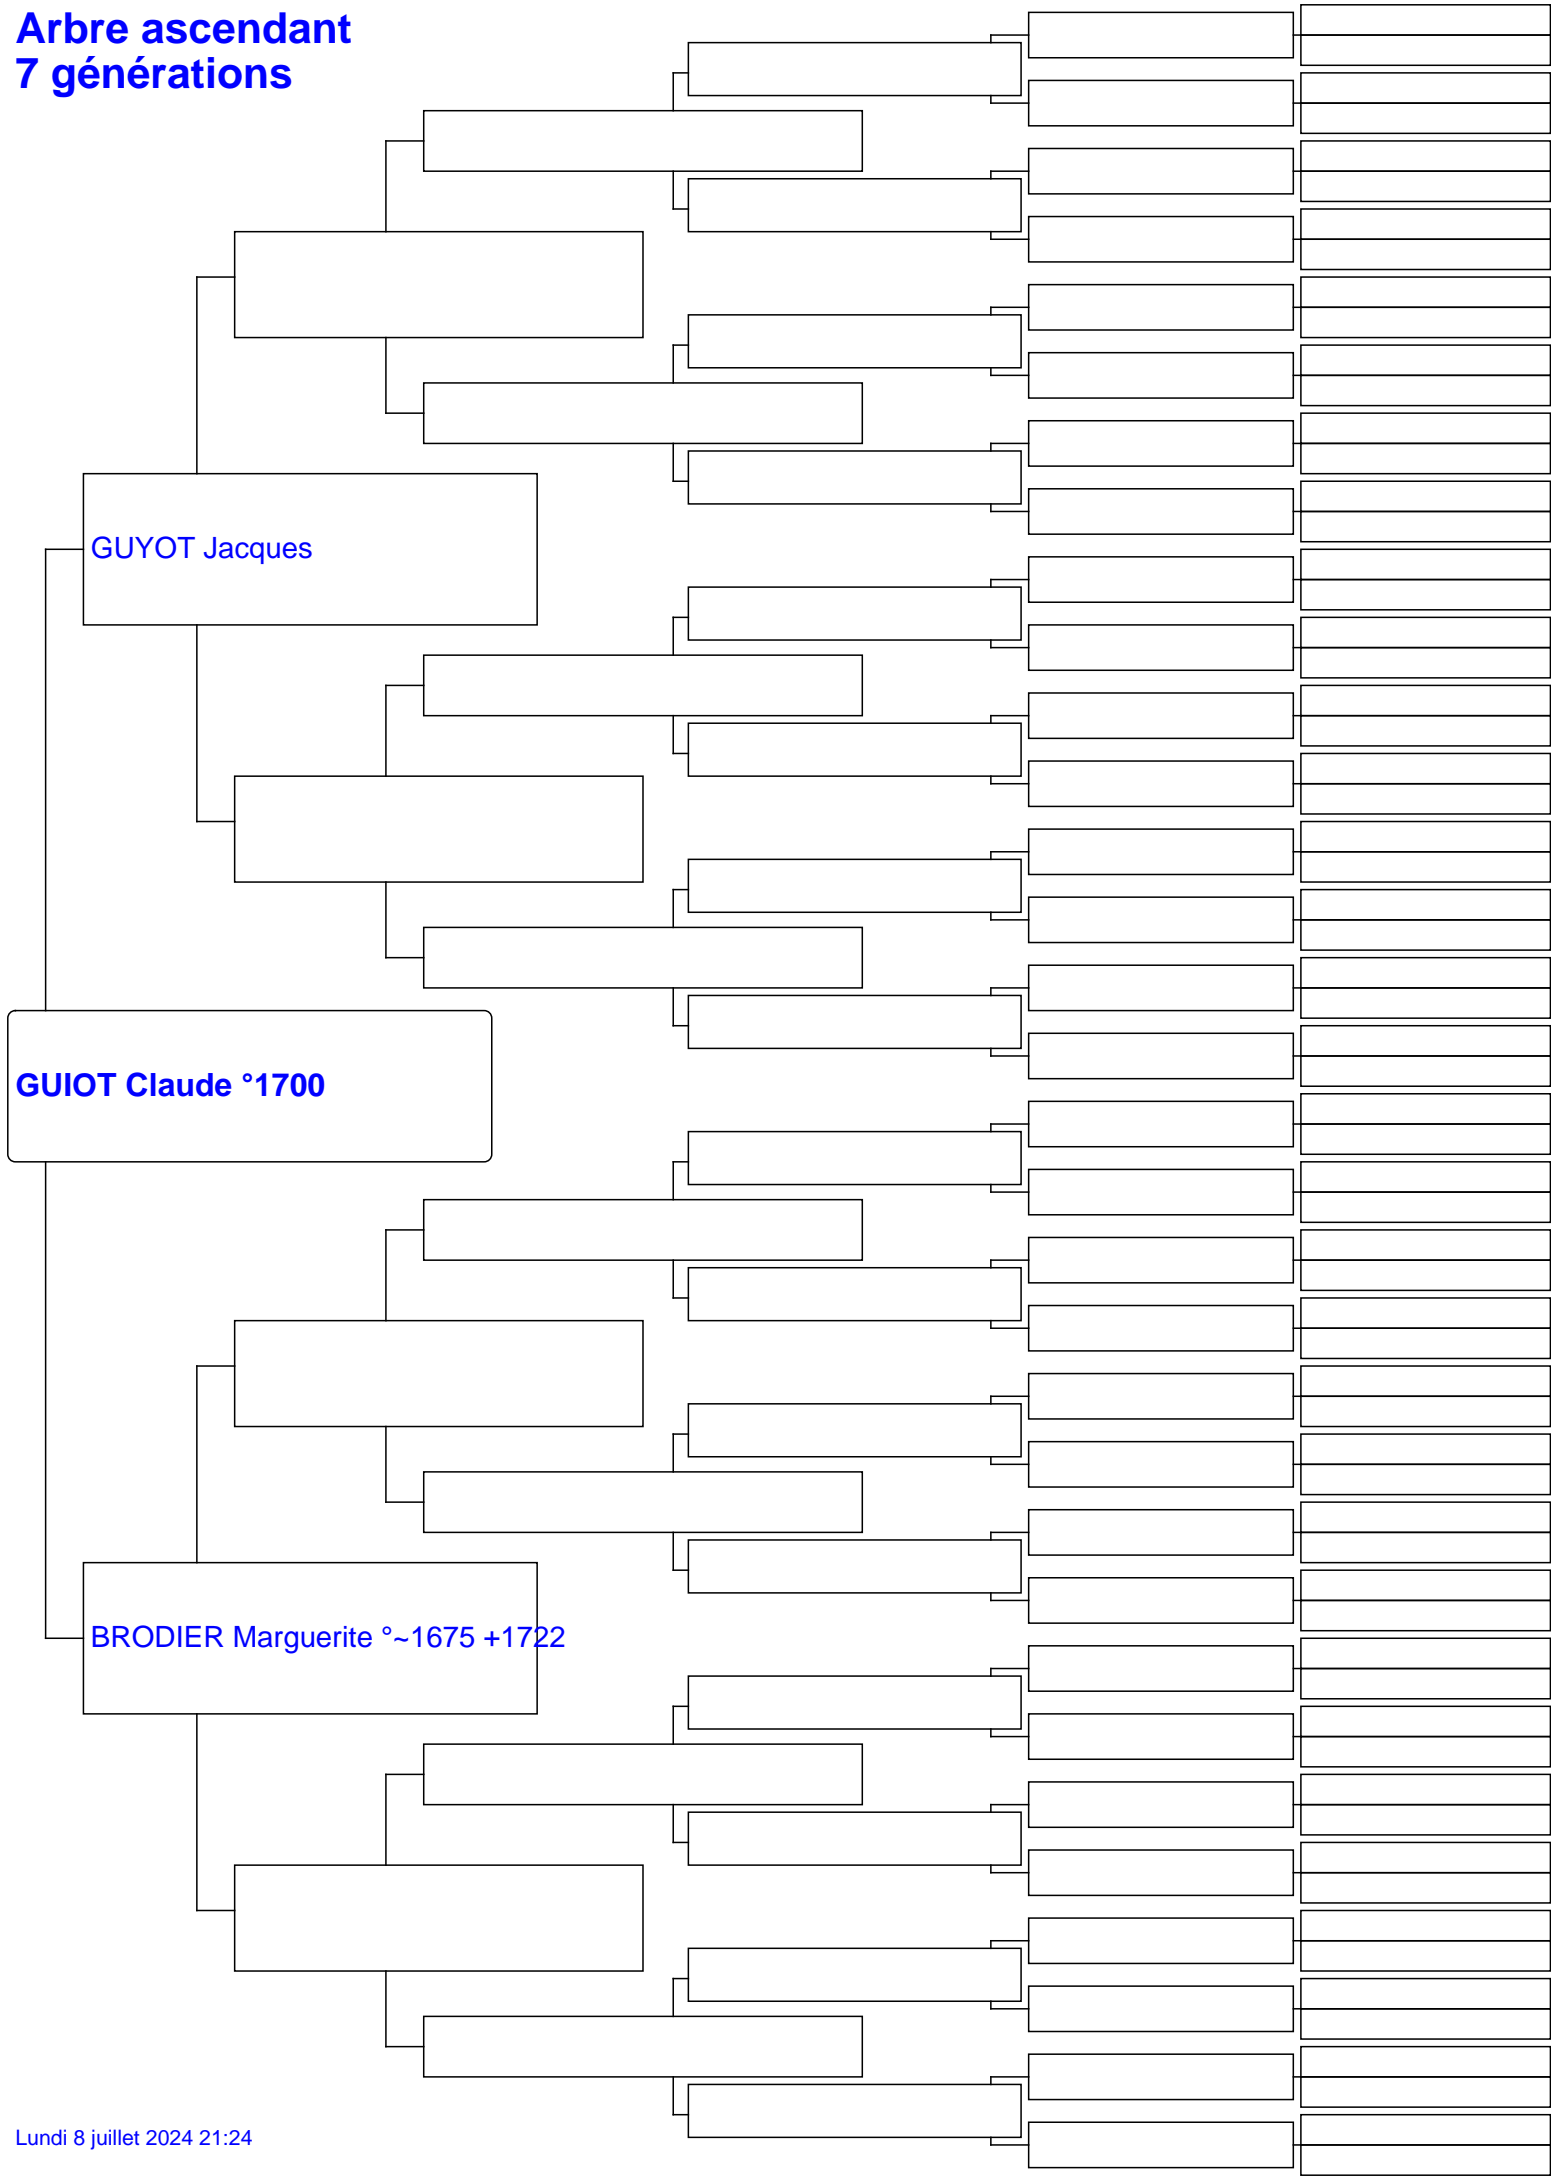 Arbre ascendant
7 générations
GUYOT Jacques
GUIOT Claude °1700
BRODIER Marguerite °~1675 +1722
Lundi 8 juillet 2024 21:24